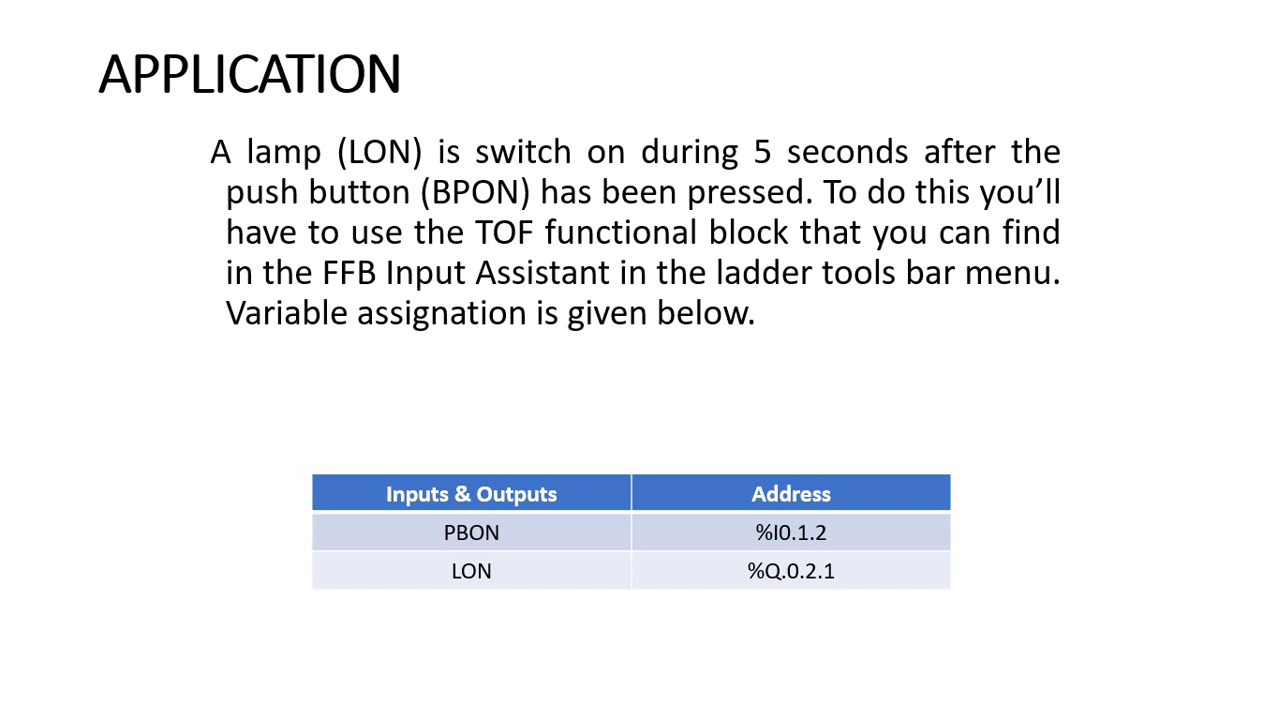 APPLICATION
A lamp (LON) is switch on during 5 seconds after the
push button (BPON) has been pressed. To do this you’ll
have to use the TOF functional block that you can find
in the FFB Input Assistant in the ladder tools bar menu.
Variable assignation is given below.
Inputs & Outputs Address
PBON %I0.1.2
LON %Q.0.2.1